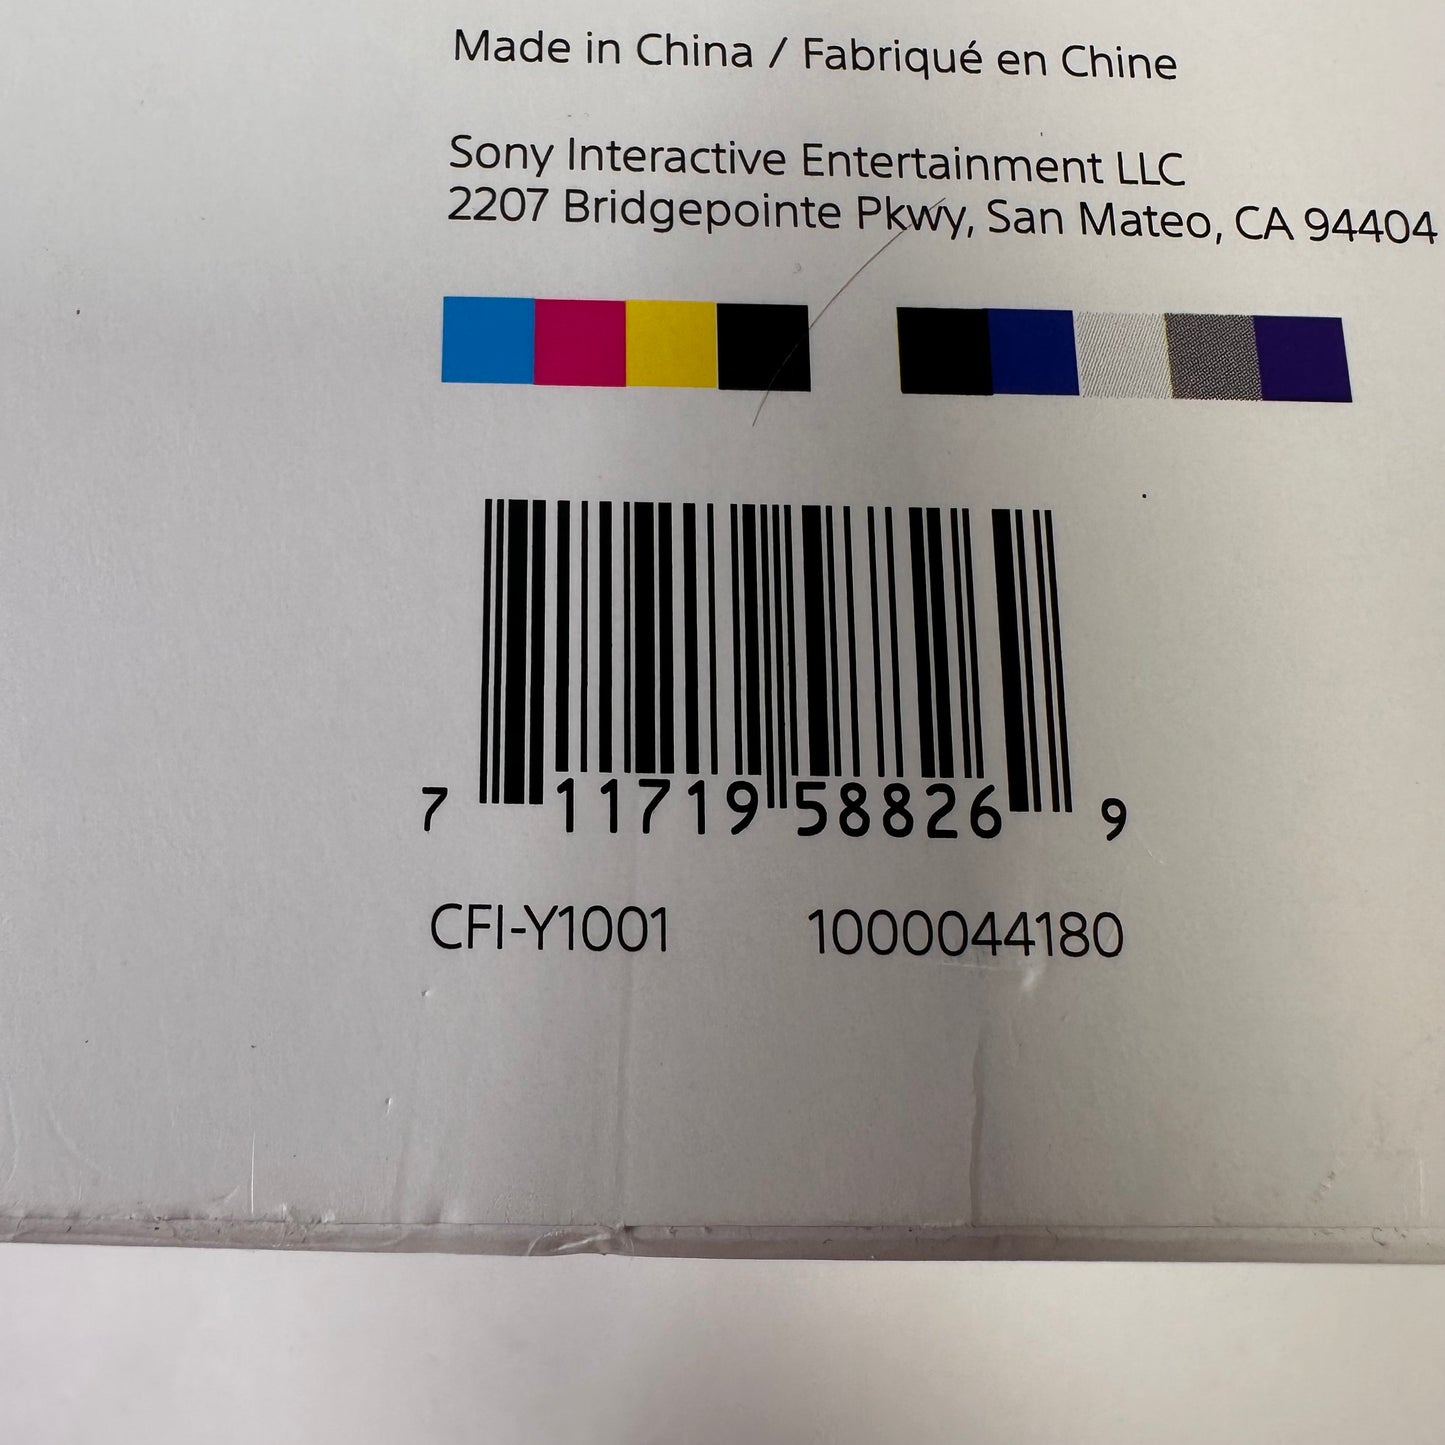 Made in China / Fabriqué en Chine
Sony Interactive Entertainment LLC
2207 Bridgepointe Pkwy, San Mateo, CA 94404
7 11719 58826 9
CFI-Y1001 1000044180